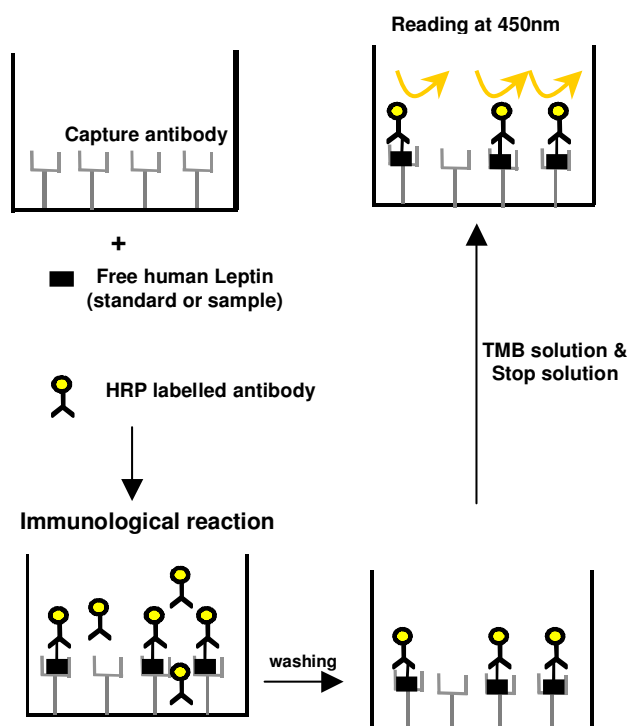 Capture antibody
+
Free human Leptin
(standard or sample)
HRP labelled antibody
Immunological reaction
washing
TMB solution &
Stop solution
Reading at 450nm